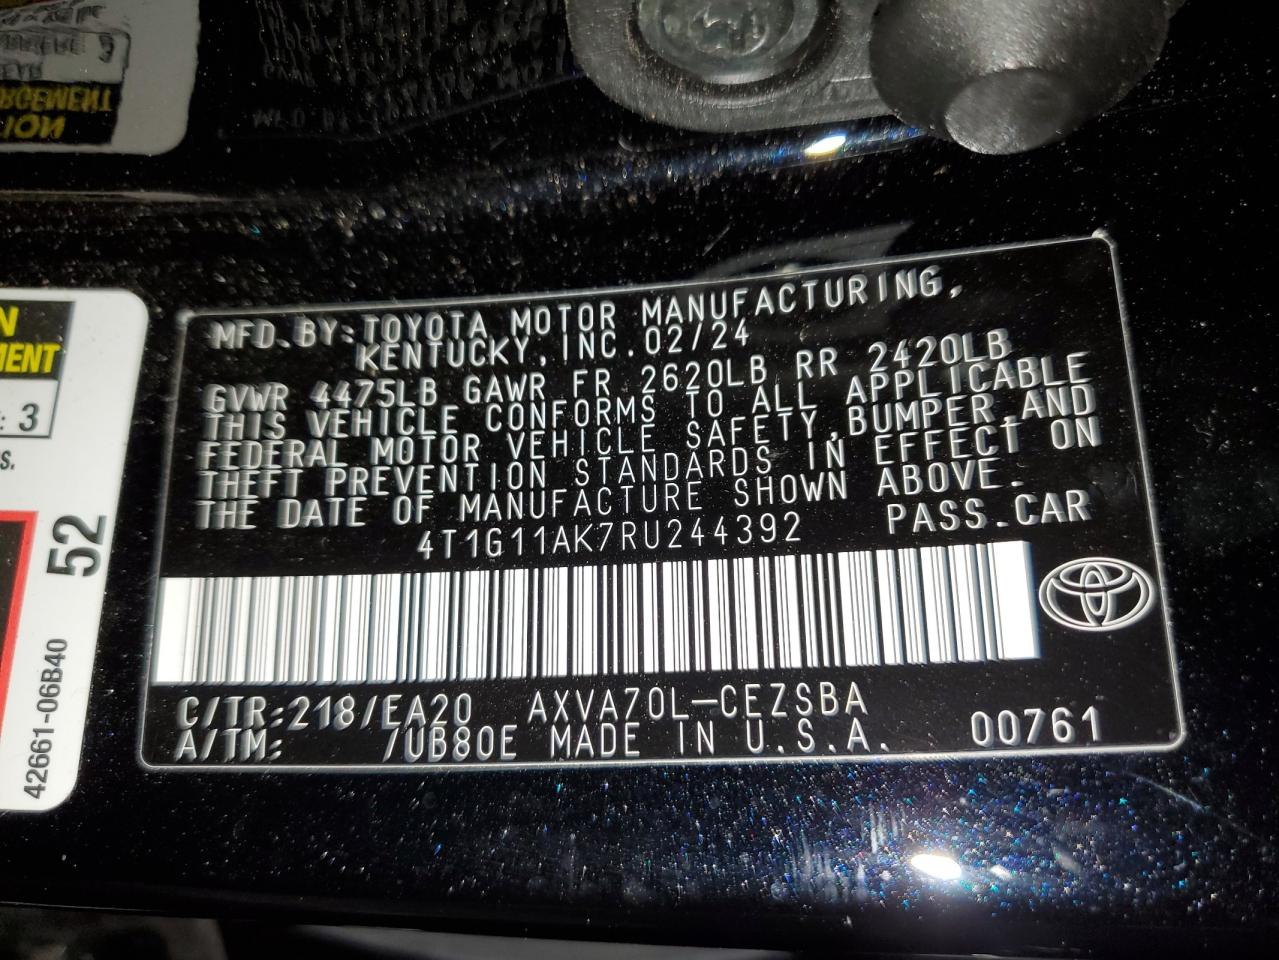 RGEMENT
TION
N
MENT
: 3
S.
52
42661-06B40
MFD.BY:TOYOTA MOTOR MANUFACTURING,
KENTUCKY,INC.02/24
GVWR 4475LB GAWR FR 2620LB RR 2420LB
THIS VEHICLE CONFORMS TO ALL APPLICABLE
FEDERAL MOTOR VEHICLE SAFETY,BUMPER,AND
THEFT PREVENTION STANDARDS IN EFFECT ON
THE DATE OF MANUFACTURE SHOWN ABOVE.
4T1G11AK7RU244392 PASS.CAR
C/TR:218/EA20 AXVA70L-CEZSBA
A/TM: /UB80E MADE IN U.S.A. 00761